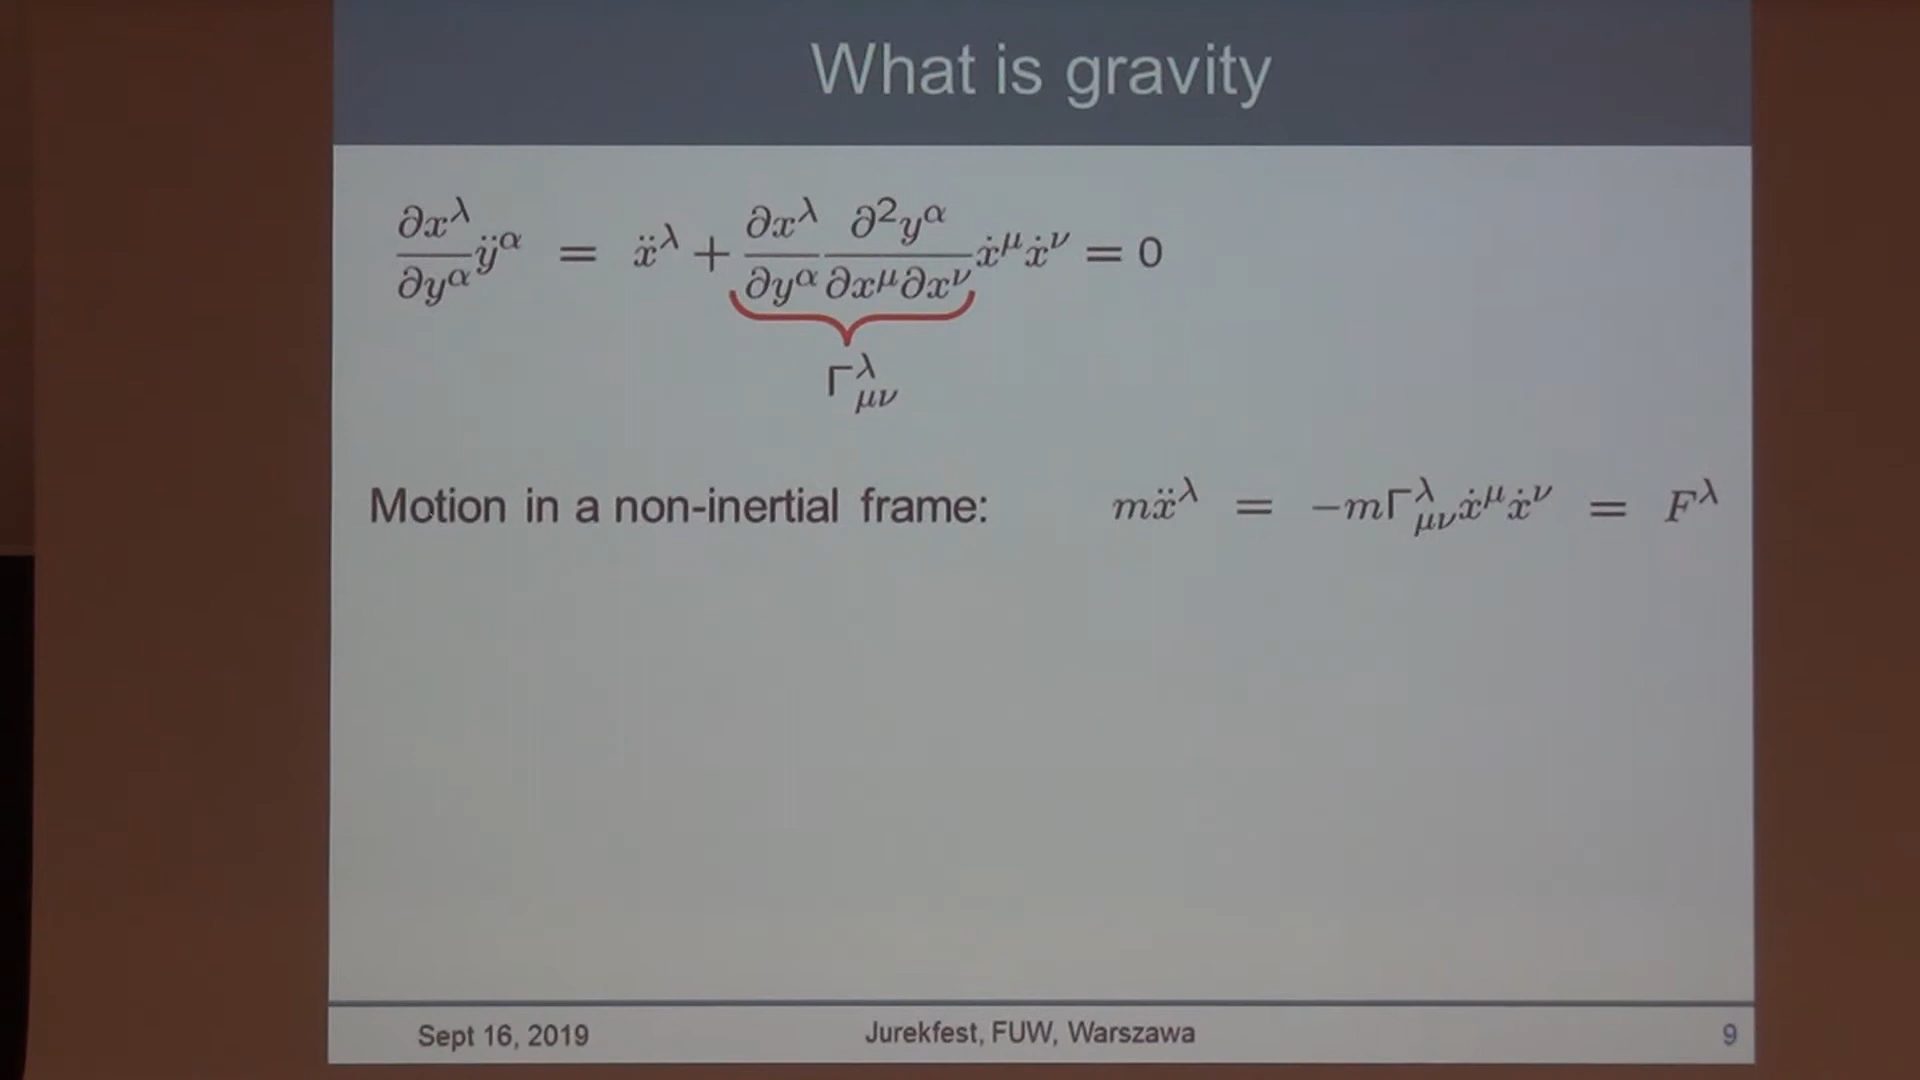 What is gravity
∂x^λ/∂y^α ÿ^α = ẍ^λ + ∂x^λ/∂y^α ∂²y^α/∂x^μ∂x^ν ẋ^μẋ^ν = 0
Γ^λ_μν
Motion in a non-inertial frame: mẍ^λ = −mΓ^λ_μν ẋ^μẋ^ν = F^λ
Sept 16, 2019 Jurekfest, FUW, Warszawa 9